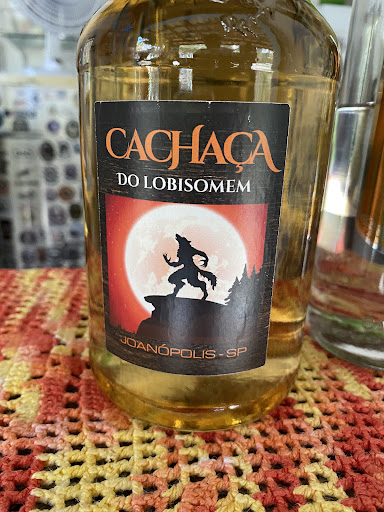 CACHAÇA
DO LOBISOMEM
JOANÓPOLIS - SP